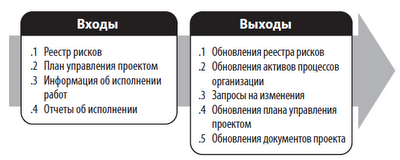 Входы
.1 Реестр рисков
.2 План управления проектом
.3 Информация об исполнении
работ
.4 Отчеты об исполнении
Выходы
.1 Обновления реестра рисков
.2 Обновления активов процессов
организации
.3 Запросы на изменения
.4 Обновления плана управления
проектом
.5 Обновления документов проекта